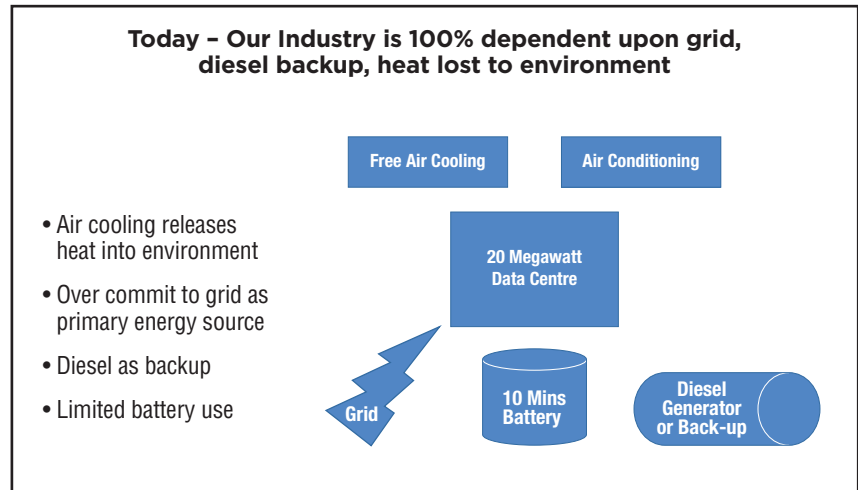 Today – Our Industry is 100% dependent upon grid,
diesel backup, heat lost to environment
Free Air Cooling
Air Conditioning
• Air cooling releases
heat into environment
• Over commit to grid as
primary energy source
• Diesel as backup
• Limited battery use
20 Megawatt
Data Centre
Grid
10 Mins
Battery
Diesel
Generator
or Back-up